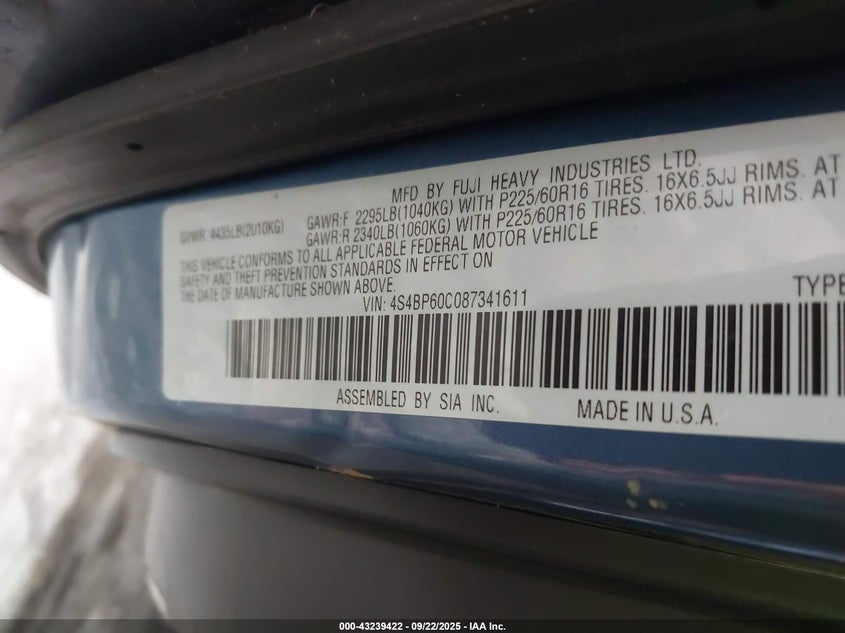 MFD BY FUJI HEAVY INDUSTRIES LTD.
GVWR 4435LB(2010KG)
GAWR:F 2295LB(1040KG) WITH P225/60R16 TIRES. 16X6.5JJ RIMS. AT
GAWR:R 2340LB(1060KG) WITH P225/60R16 TIRES. 16X6.5JJ RIMS. AT
THIS VEHICLE CONFORMS TO ALL APPLICABLE FEDERAL MOTOR VEHICLE
SAFETY AND THEFT PREVENTION STANDARDS IN EFFECT ON
THE DATE OF MANUFACTURE SHOWN ABOVE.
VIN: 4S4BP60C087341611
TYPE
ASSEMBLED BY SIA INC.
MADE IN U.S.A.
000-43239422 - 09/22/2025 - IAA Inc.